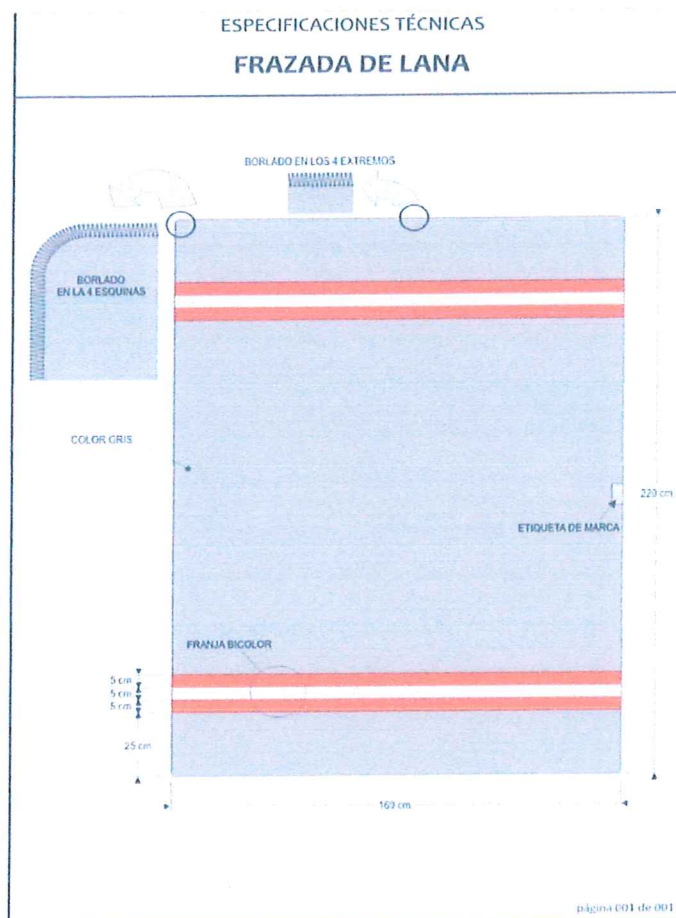 ESPECIFICACIONES TÉCNICAS
FRAZADA DE LANA
BORLADO EN LOS 4 EXTREMOS
BORLADO
EN LA 4 ESQUINAS
COLOR GRIS
220 cm
ETIQUETA DE MARCA
FRANJA BICOLOR
5 cm
5 cm
5 cm
25 cm
160 cm
página 001 de 001